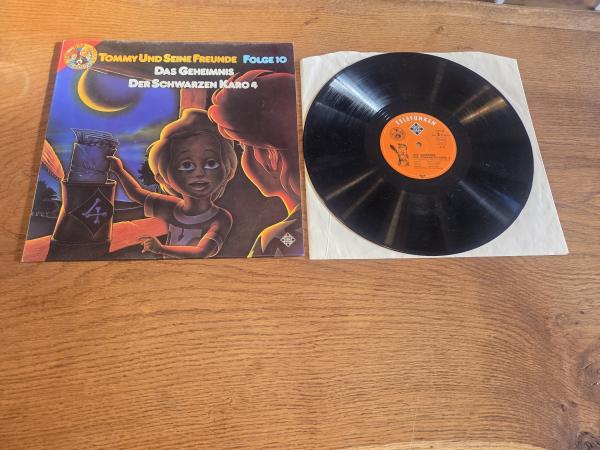 TOMMY UND SEINE FREUNDE FOLGE 10
DAS GEHEIMNIS
DER SCHWARZEN KARO 4
4
K
TELEFUNKEN